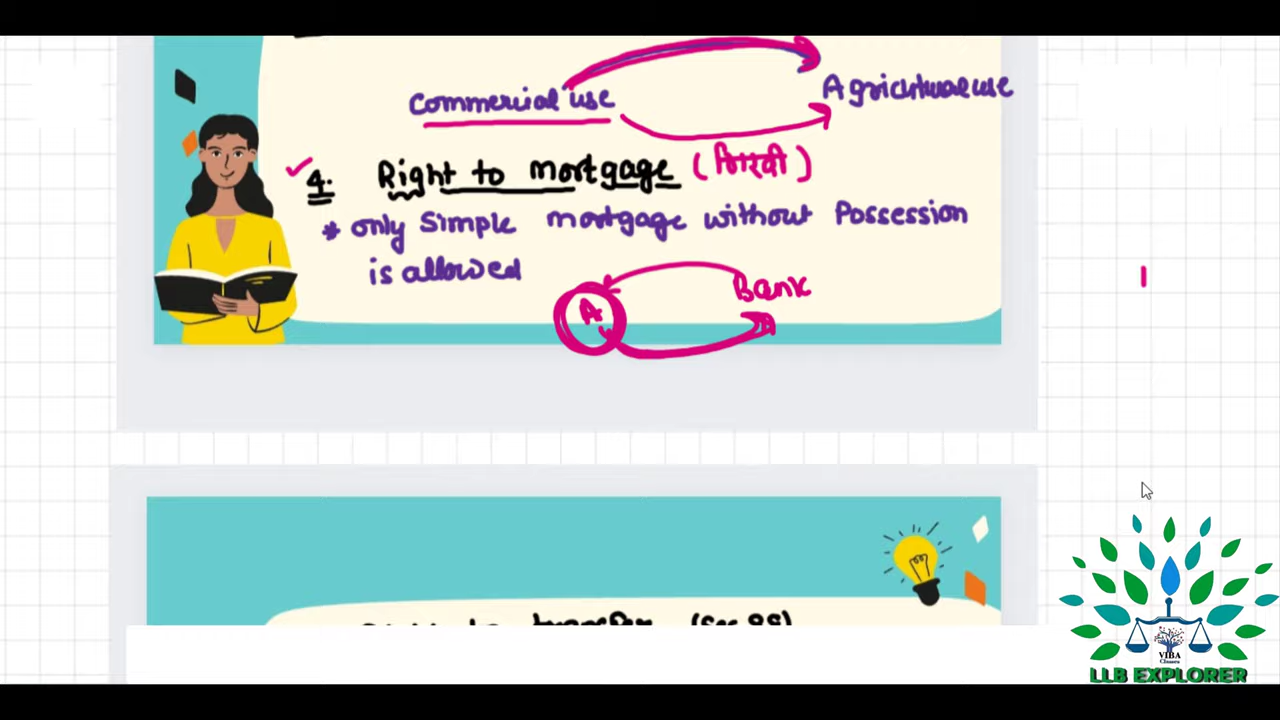 Commercial use
Agricultural use
4. Right to mortgage (गिरवी)
* only Simple mortgage without Possession
is allowed
A
Bank
VIBA
Classes
LLB EXPLORER